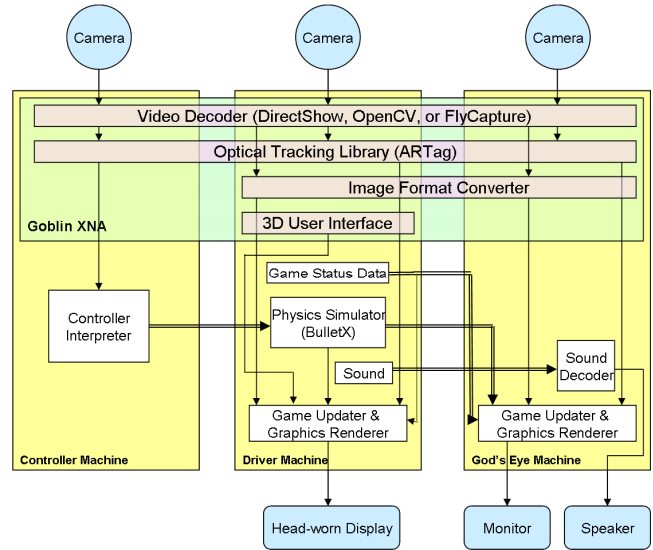 Camera
Camera
Camera
Video Decoder (DirectShow, OpenCV, or FlyCapture)
Optical Tracking Library (ARTag)
Image Format Converter
3D User Interface
Goblin XNA
Game Status Data
Controller
Interpreter
Physics Simulator
(BulletX)
Sound
Sound
Decoder
Game Updater &
Graphics Renderer
Game Updater &
Graphics Renderer
Controller Machine
Driver Machine
God's Eye Machine
Head-worn Display
Monitor
Speaker